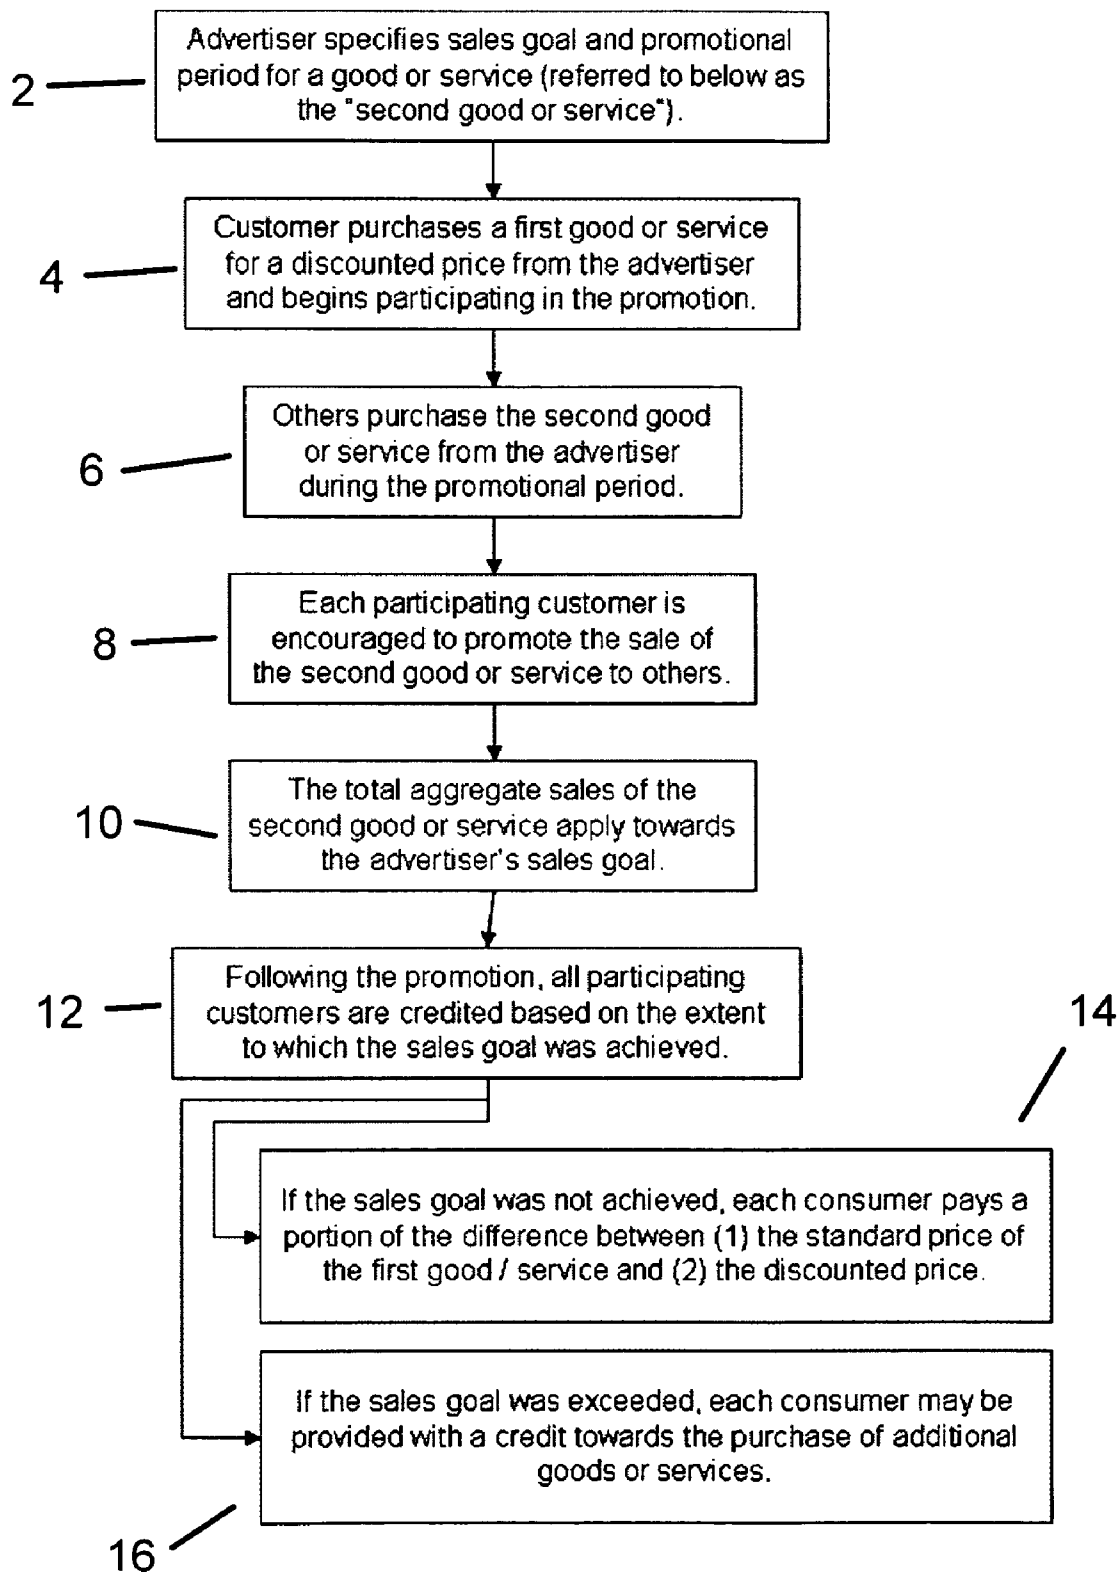 Advertiser specifies sales goal and promotional
period for a good or service (referred to below as
the "second good or service").
2
Customer purchases a first good or service
for a discounted price from the advertiser
and begins participating in the promotion.
4
Others purchase the second good
or service from the advertiser
during the promotional period.
6
Each participating customer is
encouraged to promote the sale of
the second good or service to others.
8
The total aggregate sales of the
second good or service apply towards
the advertiser's sales goal.
10
Following the promotion, all participating
customers are credited based on the extent
to which the sales goal was achieved.
12
14
If the sales goal was not achieved, each consumer pays a
portion of the difference between (1) the standard price of
the first good / service and (2) the discounted price.
If the sales goal was exceeded, each consumer may be
provided with a credit towards the purchase of additional
goods or services.
16